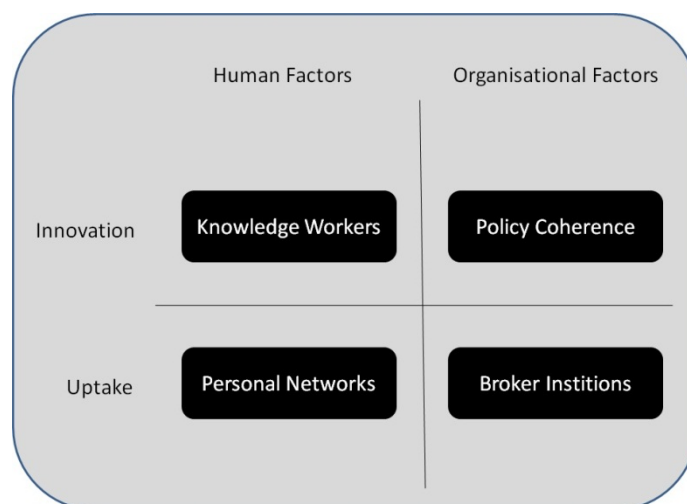 Human Factors
Organisational Factors
Innovation
Knowledge Workers
Policy Coherence
Uptake
Personal Networks
Broker Institions